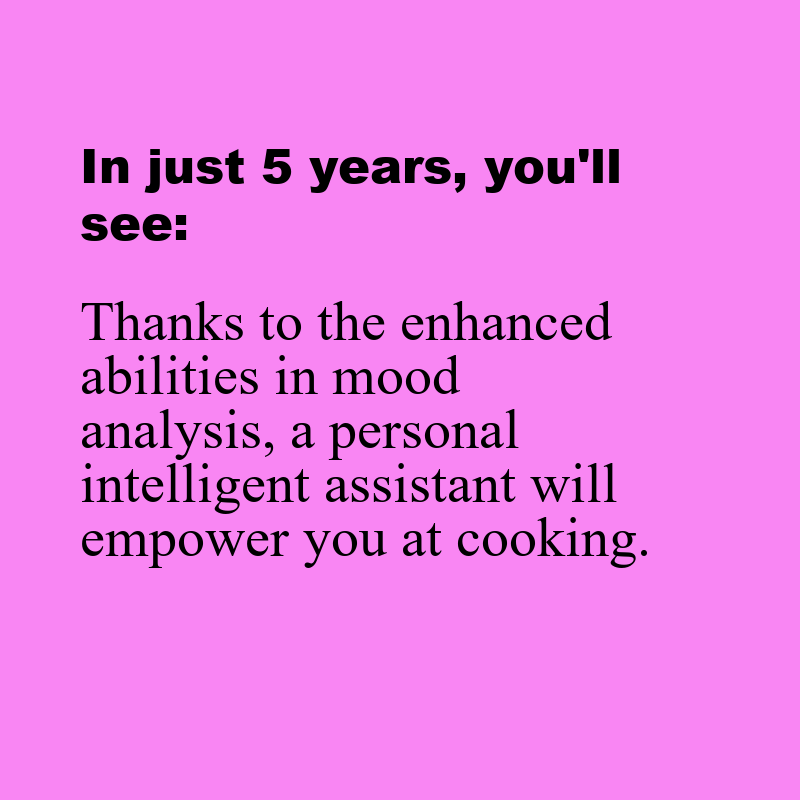 In just 5 years, you'll
see:
Thanks to the enhanced
abilities in mood
analysis, a personal
intelligent assistant will
empower you at cooking.